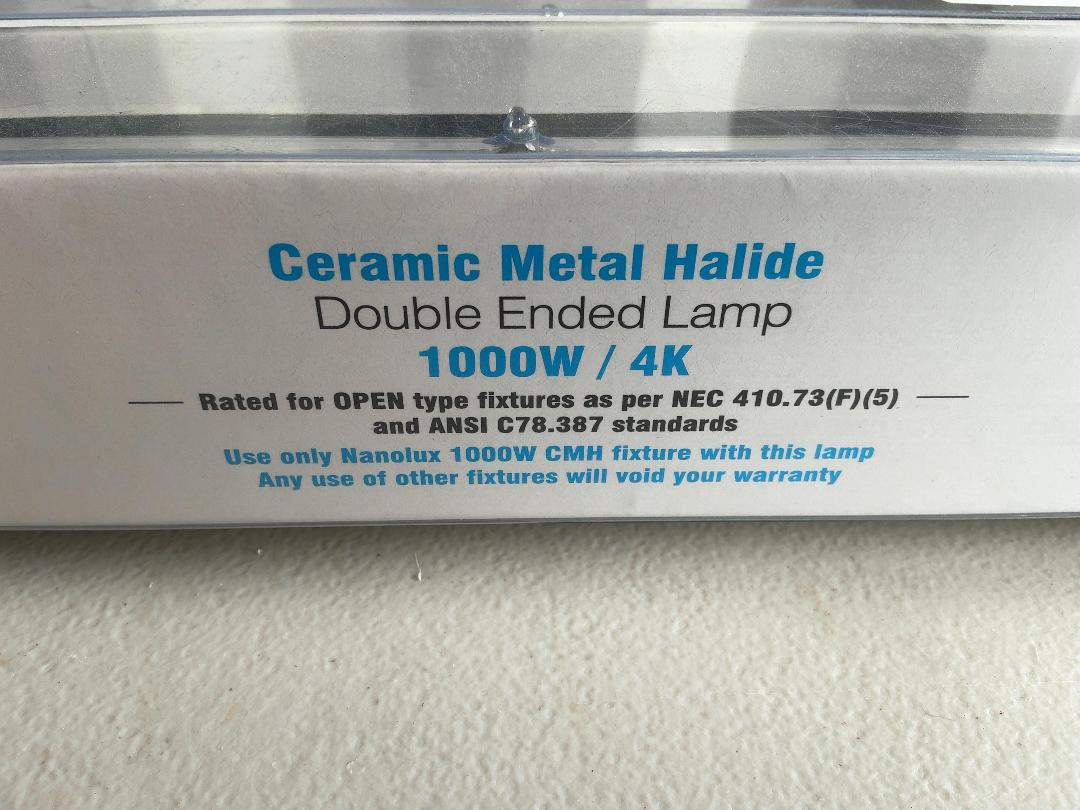 Ceramic Metal Halide
Double Ended Lamp
1000W / 4K
Rated for OPEN type fixtures as per NEC 410.73(F)(5)
and ANSI C78.387 standards
Use only Nanolux 1000W CMH fixture with this lamp
Any use of other fixtures will void your warranty